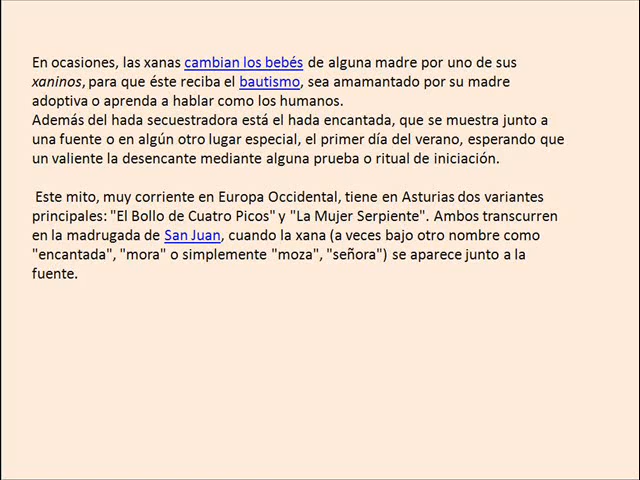 En ocasiones, las xanas cambian los bebés de alguna madre por uno de sus
xaninos, para que éste reciba el bautismo, sea amamantado por su madre
adoptiva o aprenda a hablar como los humanos.
Además del hada secuestradora está el hada encantada, que se muestra junto a
una fuente o en algún otro lugar especial, el primer día del verano, esperando que
un valiente la desencante mediante alguna prueba o ritual de iniciación.
Este mito, muy corriente en Europa Occidental, tiene en Asturias dos variantes
principales: "El Bollo de Cuatro Picos" y "La Mujer Serpiente". Ambos transcurren
en la madrugada de San Juan, cuando la xana (a veces bajo otro nombre como
"encantada", "mora" o simplemente "moza", "señora") se aparece junto a la
fuente.